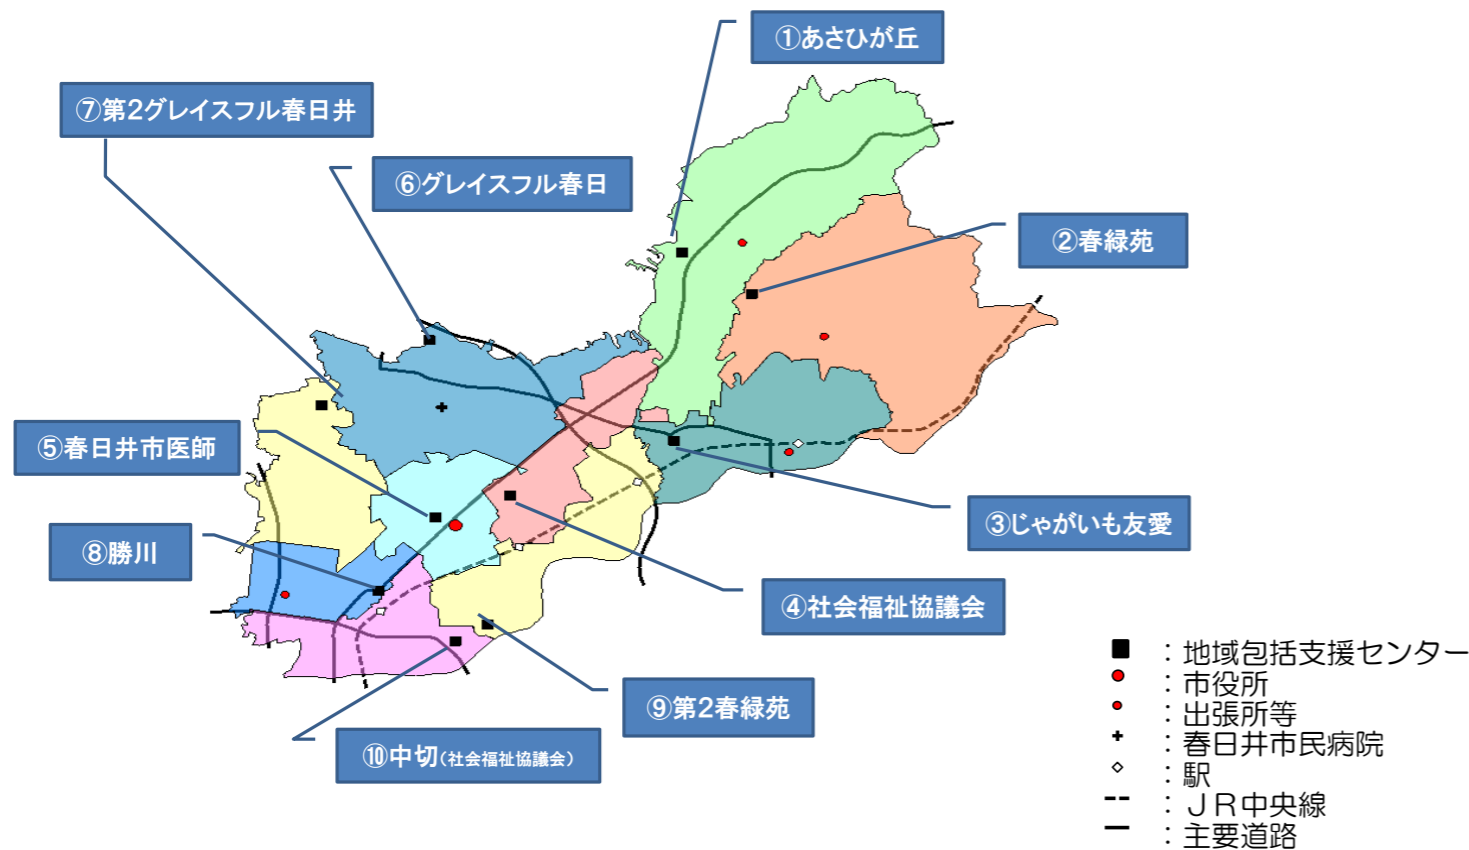 ①あさひが丘
⑦第2グレイスフル春日井
⑥グレイスフル春日
②春緑苑
⑤春日井市医師
③じゃがいも友愛
⑧勝川
④社会福祉協議会
⑨第2春緑苑
⑩中切(社会福祉協議会)
：地域包括支援センター
：市役所
：出張所等
：春日井市民病院
：駅
：ＪＲ中央線
：主要道路